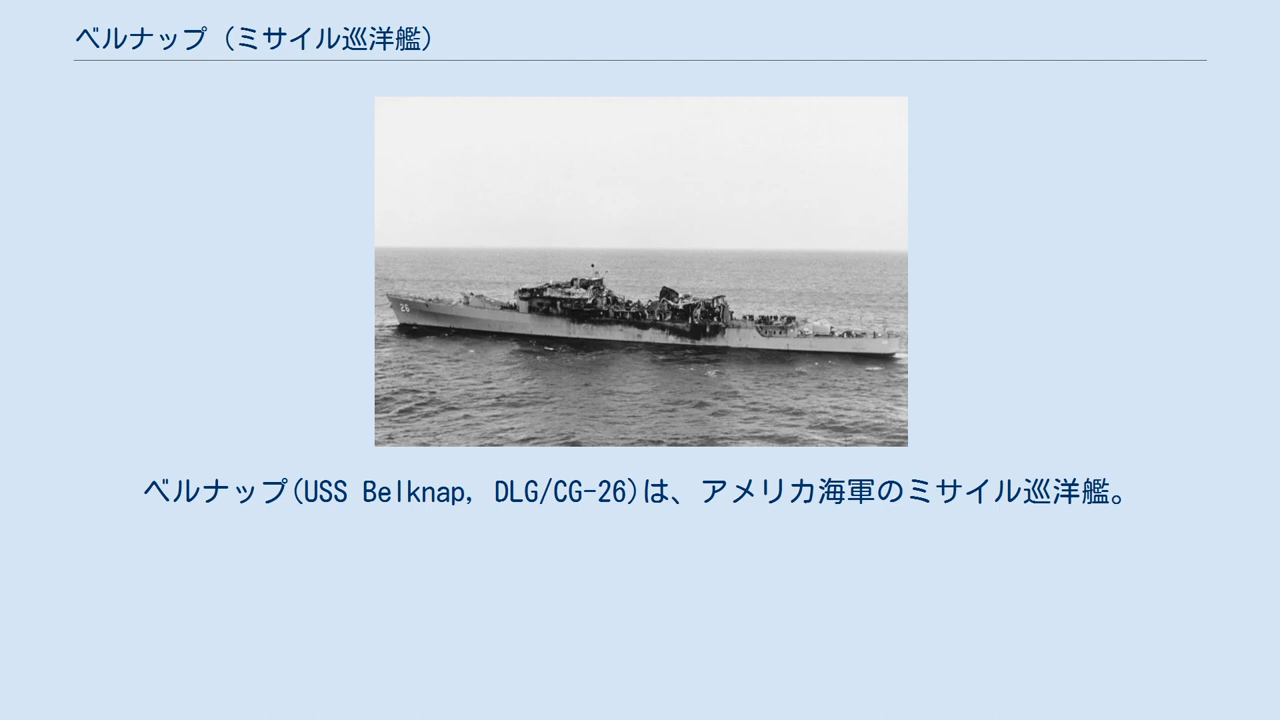 ベルナップ（ミサイル巡洋艦）
26
ベルナップ(USS Belknap, DLG/CG-26)は、アメリカ海軍のミサイル巡洋艦。